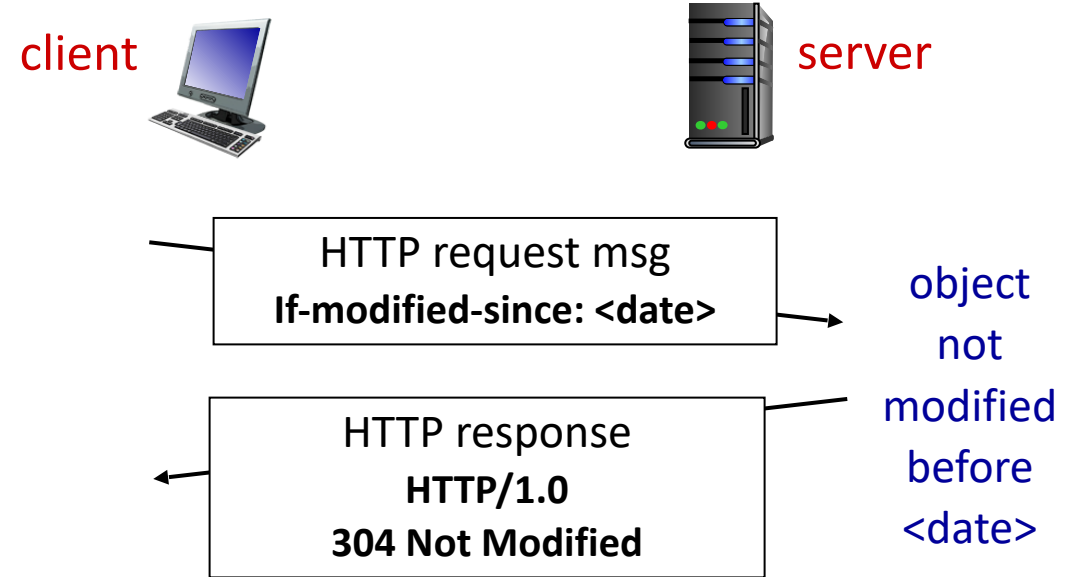 client
server
HTTP request msg
If-modified-since: <date>
object
not
modified
before
<date>
HTTP response
HTTP/1.0
304 Not Modified